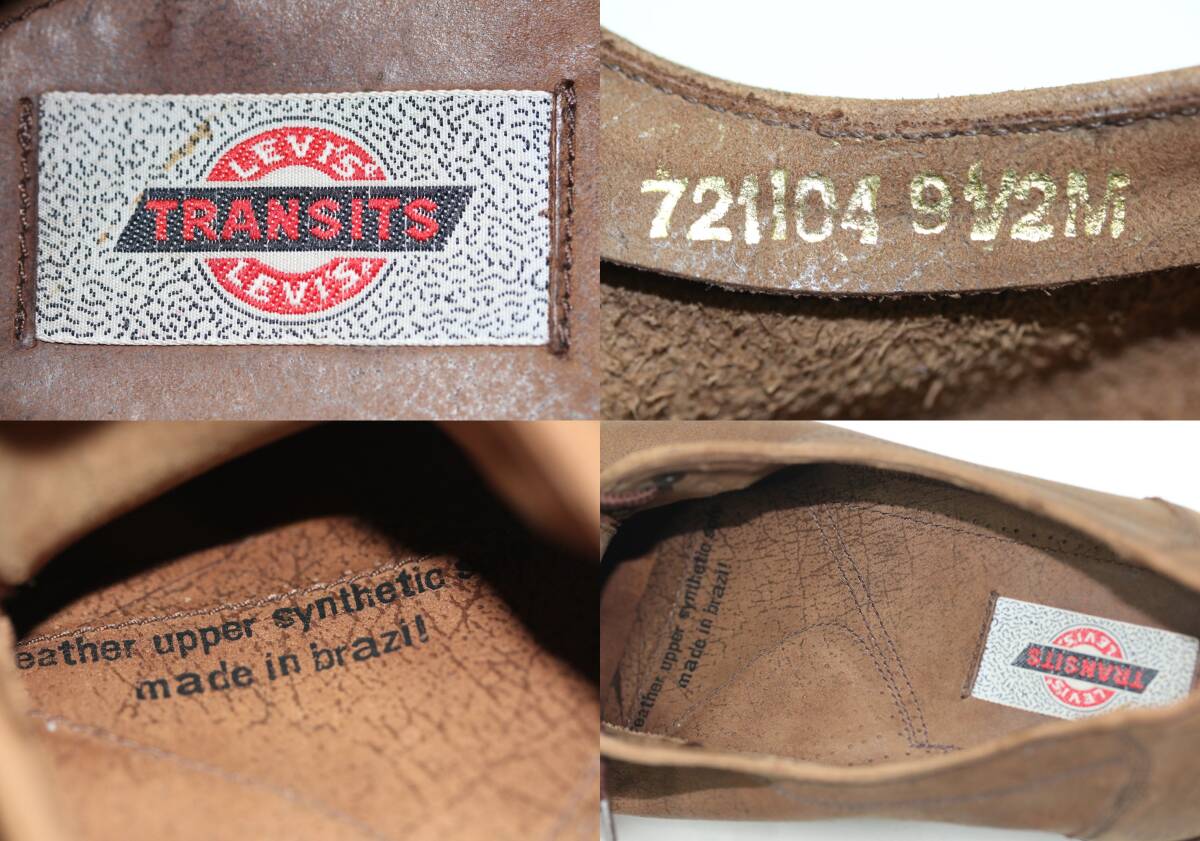 LEVI'S
TRANSITS
LEVI'S
721104 9 1/2 M
eather upper synthetic s
made in brazil
eather upper synthetic s
made in brazil
LEVI'S
TRANSITS
LEVI'S